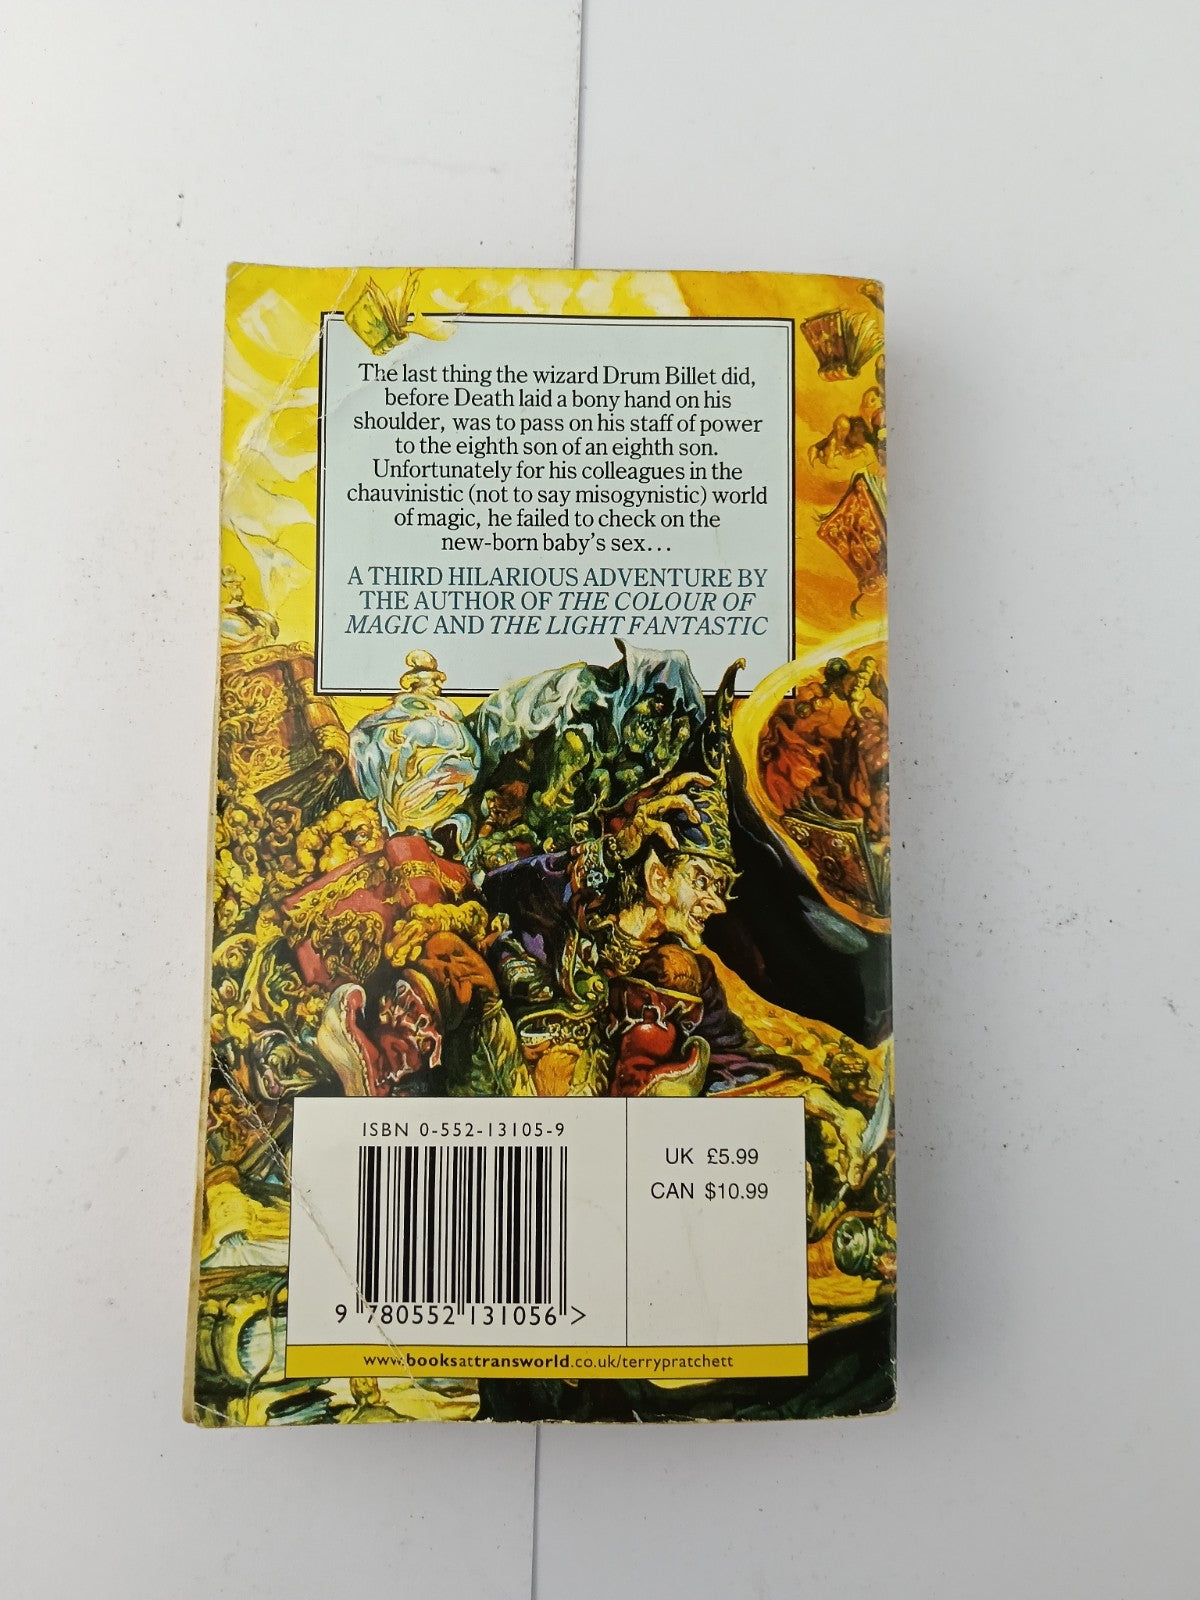 The last thing the wizard Drum Billet did,
before Death laid a bony hand on his
shoulder, was to pass on his staff of power
to the eighth son of an eighth son.
Unfortunately for his colleagues in the
chauvinistic (not to say misogynistic) world
of magic, he failed to check on the
new-born baby's sex...
A THIRD HILARIOUS ADVENTURE BY
THE AUTHOR OF THE COLOUR OF
MAGIC AND THE LIGHT FANTASTIC
ISBN 0-552-13105-9
9 780552 131056 >
UK £5.99
CAN $10.99
www.booksattransworld.co.uk/terrypratchett